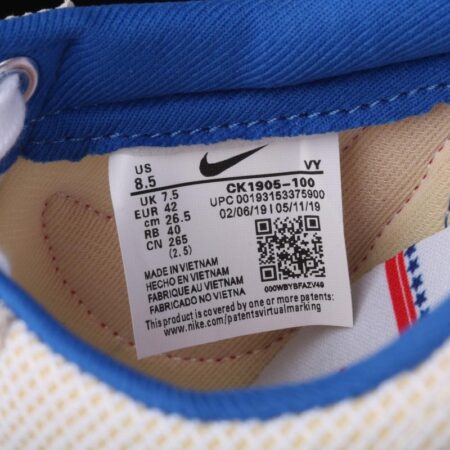 US VY
8.5
CK1905-100
UK 7.5 UPC 00193153375900
EUR 42 02/06/19 | 05/11/19
cm 26.5
RB 40
CN 265
(2.5)
MADE IN VIETNAM
HECHO EN VIETNAM
FABRIQUE AU VIETNAM
FABRICADO NO VIETNAM
000WBYBFAZV49
This product is covered by one or more patents:
www.nike.com/patentsvirtualmarking